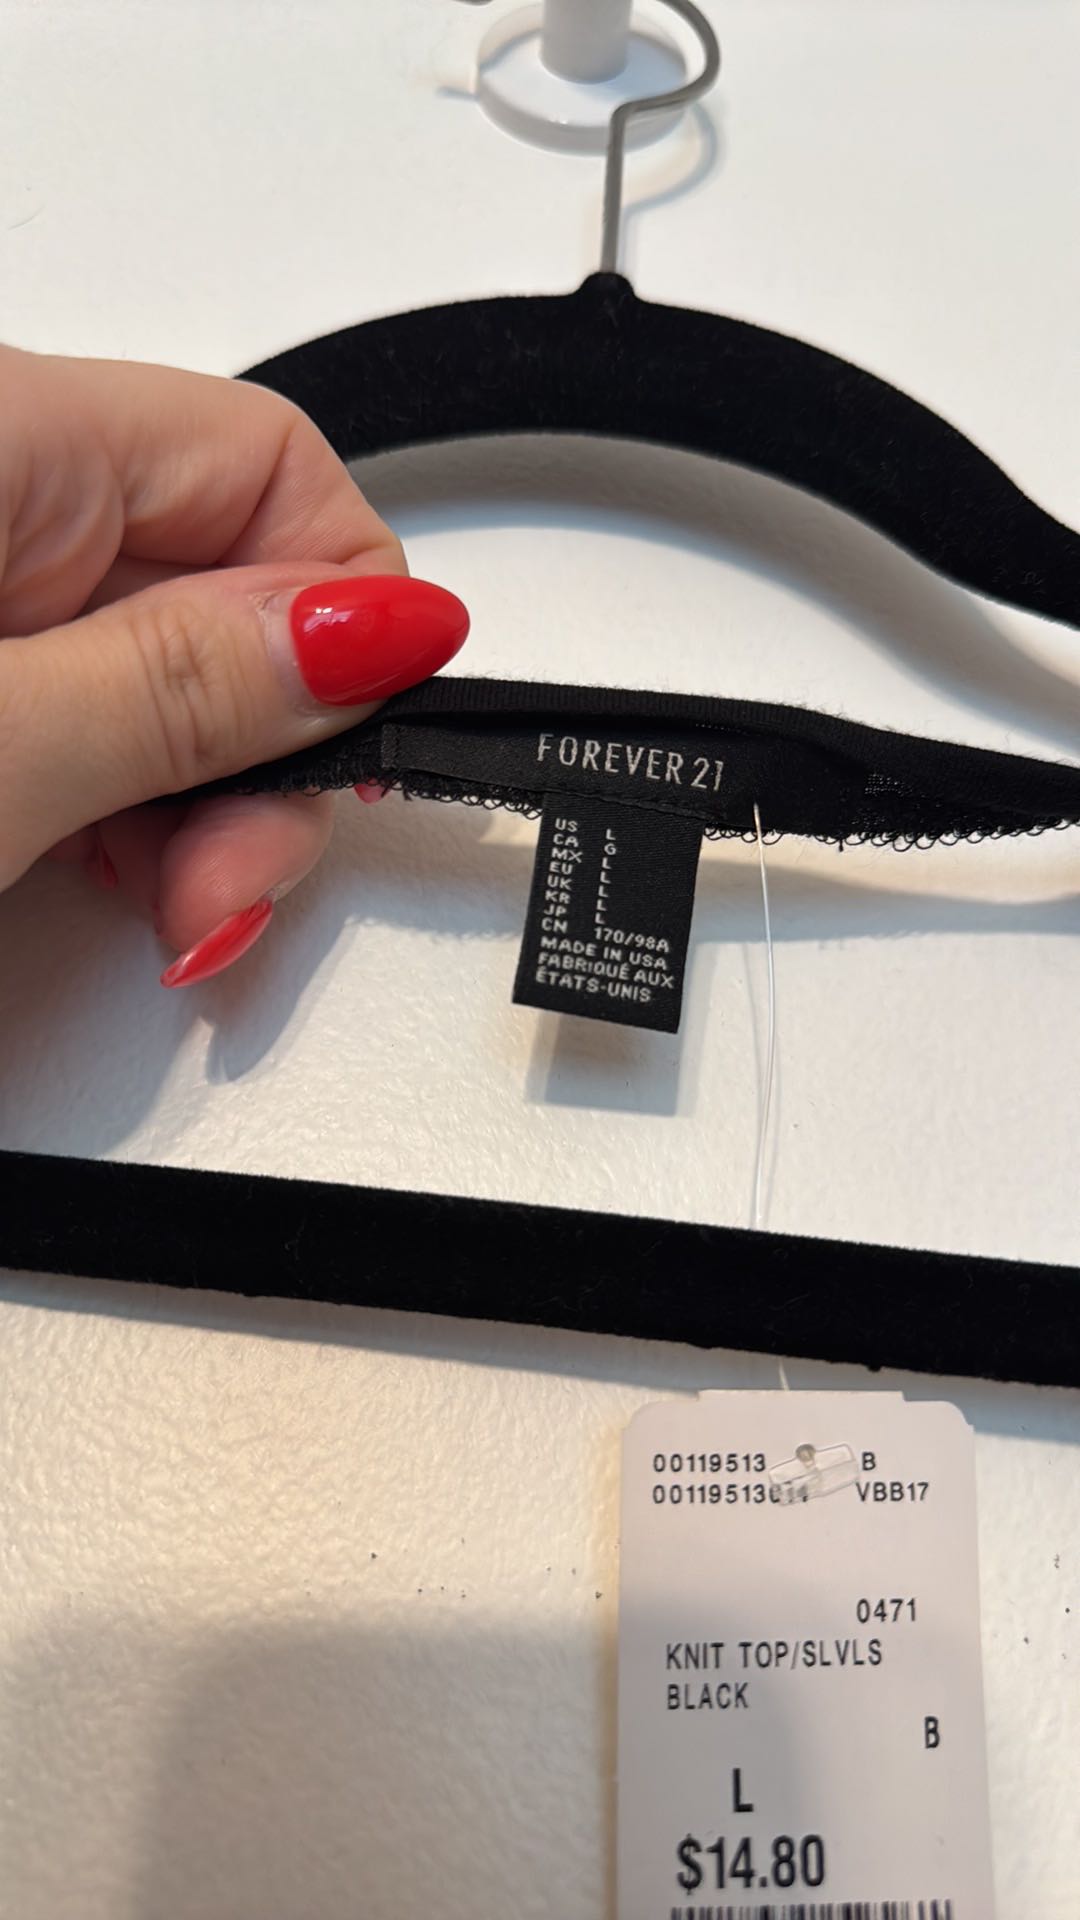 FOREVER 21
US L
CA G
MX L
EU L
UK L
KR L
JP L
CN 170/98A
MADE IN USA
FABRIQUÉ AUX
ÉTATS-UNIS
00119513 B
VBB17
0471
KNIT TOP/SLVLS
BLACK
B
L
$14.80